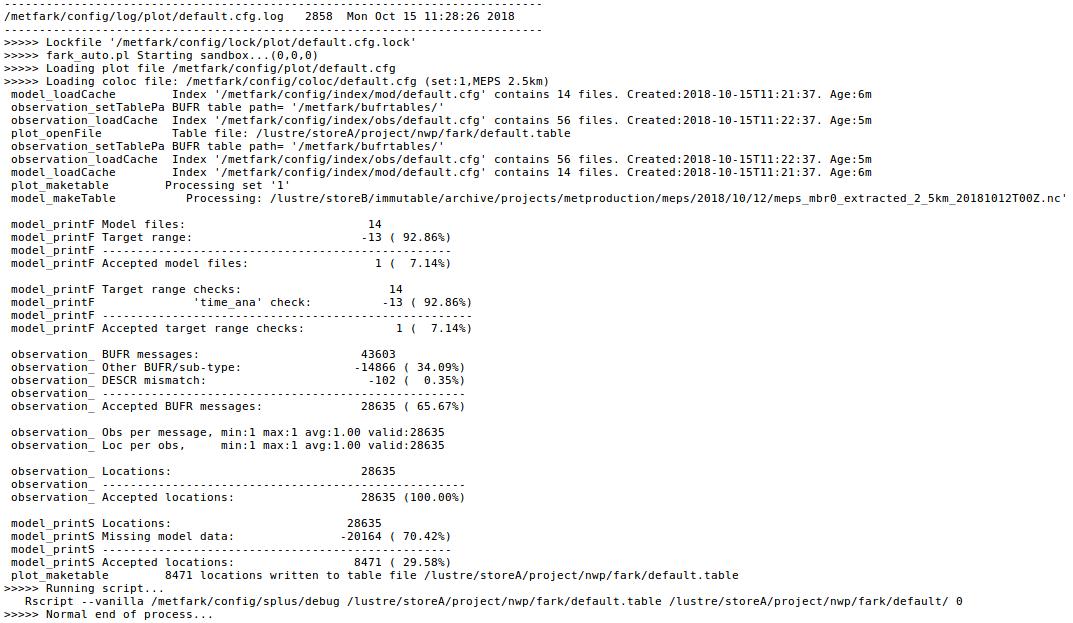 -----------------------------------------------------------------------------
/metfark/config/log/plot/default.cfg.log   2858  Mon Oct 15 11:28:26 2018
-----------------------------------------------------------------------------
>>>>> Lockfile '/metfark/config/lock/plot/default.cfg.lock'
>>>>> fark_auto.pl Starting sandbox...(0,0,0)
>>>>> Loading plot file /metfark/config/plot/default.cfg
>>>>> Loading coloc file: /metfark/config/coloc/default.cfg (set:1,MEPS 2.5km)
 model_loadCache        Index '/metfark/config/index/mod/default.cfg' contains 14 files. Created:2018-10-15T11:21:37. Age:6m
 observation_setTablePa BUFR table path= '/metfark/bufrtables/'
 observation_loadCache  Index '/metfark/config/index/obs/default.cfg' contains 56 files. Created:2018-10-15T11:22:37. Age:5m
 plot_openFile          Table file: /lustre/storeA/project/nwp/fark/default.table
 observation_setTablePa BUFR table path= '/metfark/bufrtables/'
 observation_loadCache  Index '/metfark/config/index/obs/default.cfg' contains 56 files. Created:2018-10-15T11:22:37. Age:5m
 model_loadCache        Index '/metfark/config/index/mod/default.cfg' contains 14 files. Created:2018-10-15T11:21:37. Age:6m
 plot_maketable        Processing set '1'
 model_makeTable          Processing: /lustre/storeB/immutable/archive/projects/metproduction/meps/2018/10/12/meps_mbr0_extracted_2_5km_20181012T00Z.nc'
 model_printF Model files:                          14
 model_printF Target range:                        -13 ( 92.86%)
 model_printF --------------------------------------------------
 model_printF Accepted model files:                  1 (  7.14%)
 model_printF Target range checks:                     14
 model_printF              'time_ana' check:          -13 ( 92.86%)
 model_printF -----------------------------------------------------
 model_printF Accepted target range checks:             1 (  7.14%)
 observation_ BUFR messages:                       43603
 observation_ Other BUFR/sub-type:                -14866 ( 34.09%)
 observation_ DESCR mismatch:                       -102 (  0.35%)
 observation_ ----------------------------------------------------
 observation_ Accepted BUFR messages:              28635 ( 65.67%)
 observation_ Obs per message, min:1 max:1 avg:1.00 valid:28635
 observation_ Loc per obs,     min:1 max:1 avg:1.00 valid:28635
 observation_ Locations:                           28635
 observation_ ----------------------------------------------------
 observation_ Accepted locations:                  28635 (100.00%)
 model_printS Locations:                         28635
 model_printS Missing model data:               -20164 ( 70.42%)
 model_printS --------------------------------------------------
 model_printS Accepted locations:                 8471 ( 29.58%)
 plot_maketable        8471 locations written to table file /lustre/storeA/project/nwp/fark/default.table
>>>>> Running script...
   Rscript --vanilla /metfark/config/splus/debug /lustre/storeA/project/nwp/fark/default.table /lustre/storeA/project/nwp/fark/default/ 0
>>>>> Normal end of process...